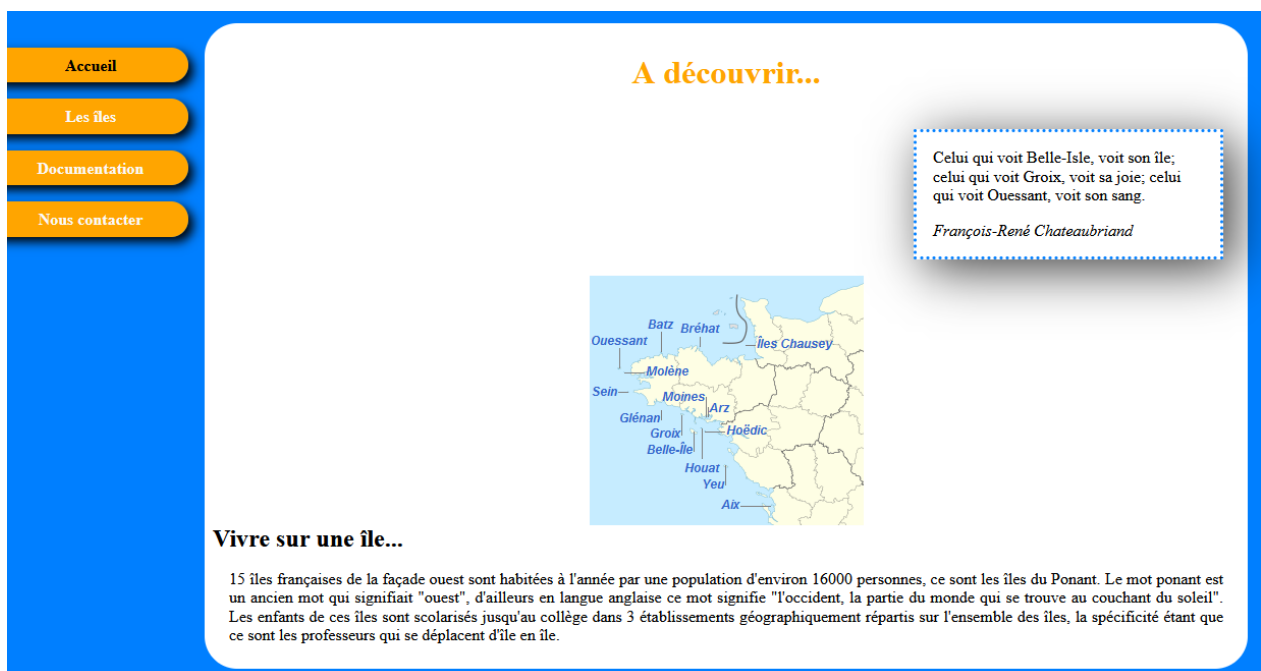 Accueil
Les îles
Documentation
Nous contacter
A découvrir...
Celui qui voit Belle-Isle, voit son île;
celui qui voit Groix, voit sa joie; celui
qui voit Ouessant, voit son sang.
François-René Chateaubriand
Batz
Bréhat
Ouessant
Îles Chausey
Molène
Sein
Moines
Arz
Glénan
Groix
Hoëdic
Belle-Île
Houat
Yeu
Aix
Vivre sur une île...
15 îles françaises de la façade ouest sont habitées à l'année par une population d'environ 16000 personnes, ce sont les îles du Ponant. Le mot ponant est
un ancien mot qui signifiait "ouest", d'ailleurs en langue anglaise ce mot signifie "l'occident, la partie du monde qui se trouve au couchant du soleil".
Les enfants de ces îles sont scolarisés jusqu'au collège dans 3 établissements géographiquement répartis sur l'ensemble des îles, la spécificité étant que
ce sont les professeurs qui se déplacent d'île en île.